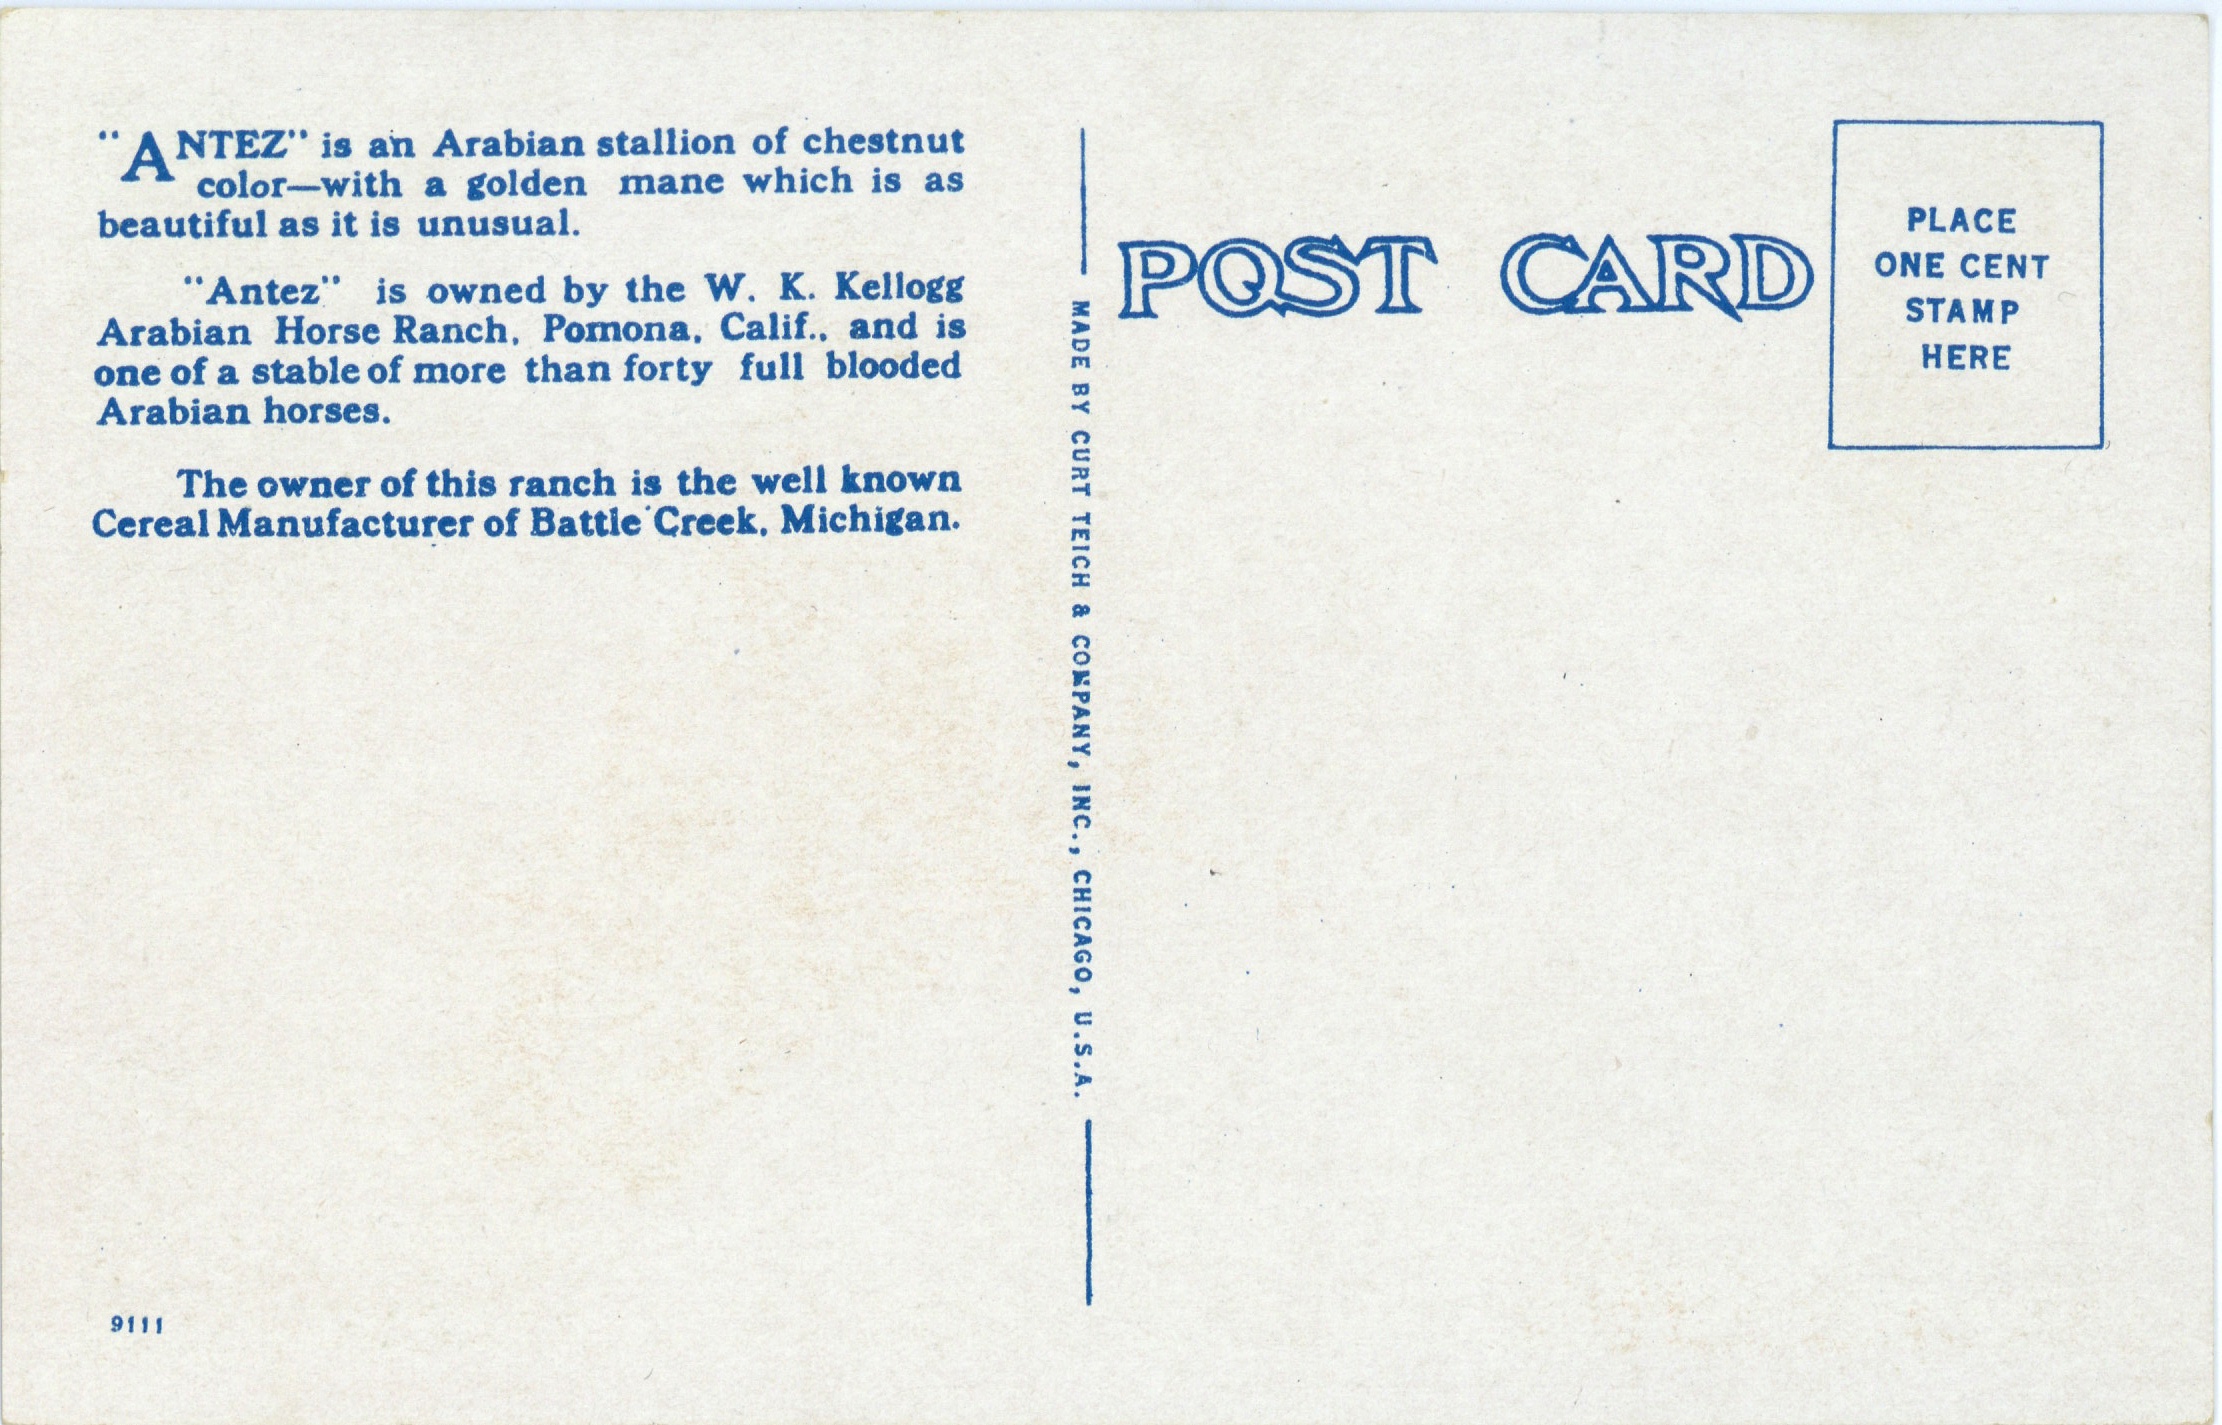 "ANTEZ" is an Arabian stallion of chestnut
color—with a golden mane which is as
beautiful as it is unusual.
"Antez" is owned by the W. K. Kellogg
Arabian Horse Ranch, Pomona, Calif., and is
one of a stable of more than forty full blooded
Arabian horses.
The owner of this ranch is the well known
Cereal Manufacturer of Battle Creek, Michigan.
9111
MADE BY CURT TEICH & COMPANY, INC., CHICAGO, U.S.A.
POST CARD
PLACE
ONE CENT
STAMP
HERE